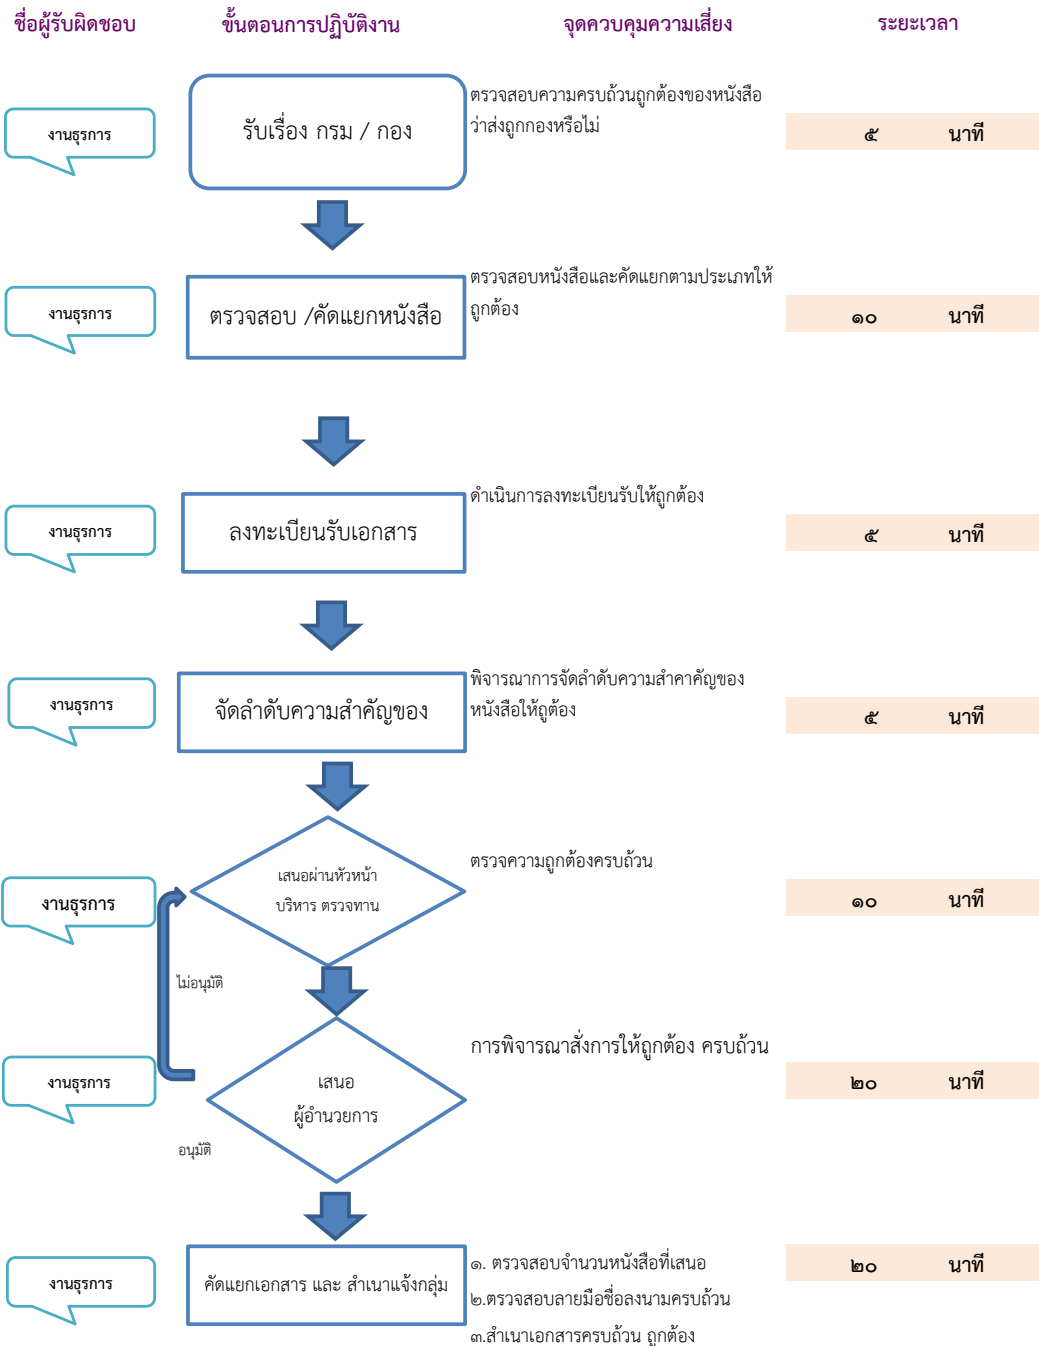 ชื่อผู้รับผิดชอบ ขั้นตอนการปฏิบัติงาน จุดควบคุมความเสี่ยง ระยะเวลา
งานธุรการ
รับเรื่อง กรม / กอง
ตรวจสอบความครบถ้วนถูกต้องของหนังสือ
ว่าส่งถูกกองหรือไม่
๕ นาที
งานธุรการ
ตรวจสอบ /คัดแยกหนังสือ
ตรวจสอบหนังสือและคัดแยกตามประเภทให้
ถูกต้อง
๑๐ นาที
งานธุรการ
ลงทะเบียนรับเอกสาร
ดำเนินการลงทะเบียนรับให้ถูกต้อง
๕ นาที
งานธุรการ
จัดลำดับความสำคัญของ
พิจารณาการจัดลำดับความสำคาคัญของ
หนังสือให้ถูต้อง
๕ นาที
งานธุรการ
เสนอผ่านหัวหน้า
บริหาร ตรวจทาน
ตรวจความถูกต้องครบถ้วน
๑๐ นาที
ไม่อนุมัติ
งานธุรการ
เสนอ
ผู้อำนวยการ
การพิจารณาสั่งการให้ถูกต้อง ครบถ้วน
๒๐ นาที
อนุมัติ
งานธุรการ
คัดแยกเอกสาร และ สำเนาแจ้งกลุ่ม
๑. ตรวจสอบจำนวนหนังสือที่เสนอ
๒.ตรวจสอบลายมือชื่อลงนามครบถ้วน
๓.สำเนาเอกสารครบถ้วน ถูกต้อง
๒๐ นาที